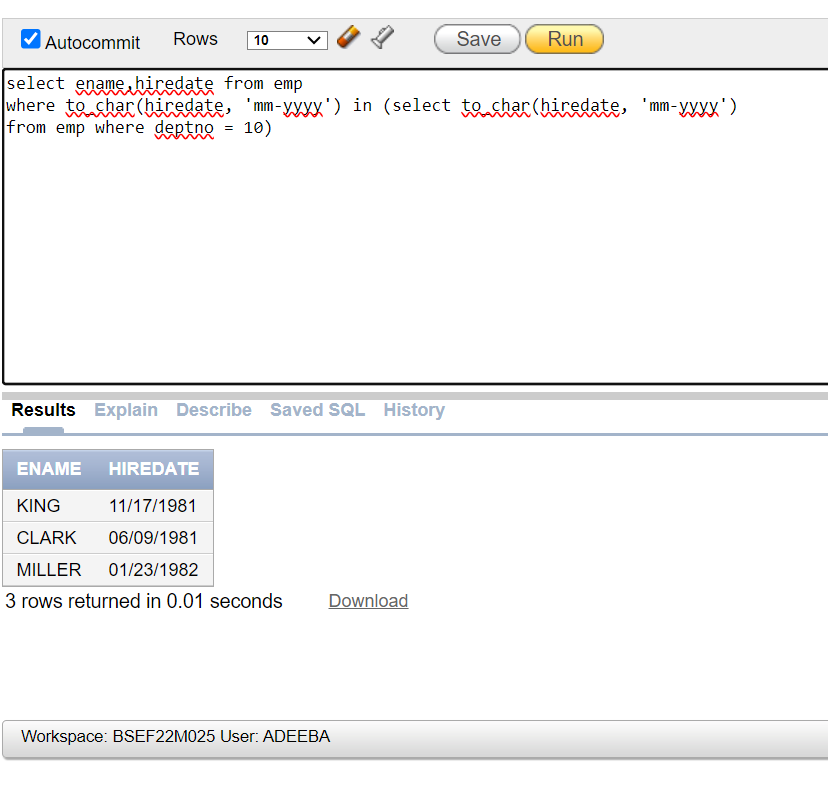 Autocommit Rows 10 Save Run
select ename,hiredate from emp
where to_char(hiredate, 'mm-yyyy') in (select to_char(hiredate, 'mm-yyyy')
from emp where deptno = 10)
Results Explain Describe Saved SQL History
ENAME HIREDATE
KING 11/17/1981
CLARK 06/09/1981
MILLER 01/23/1982
3 rows returned in 0.01 seconds Download
Workspace: BSEF22M025 User: ADEEBA